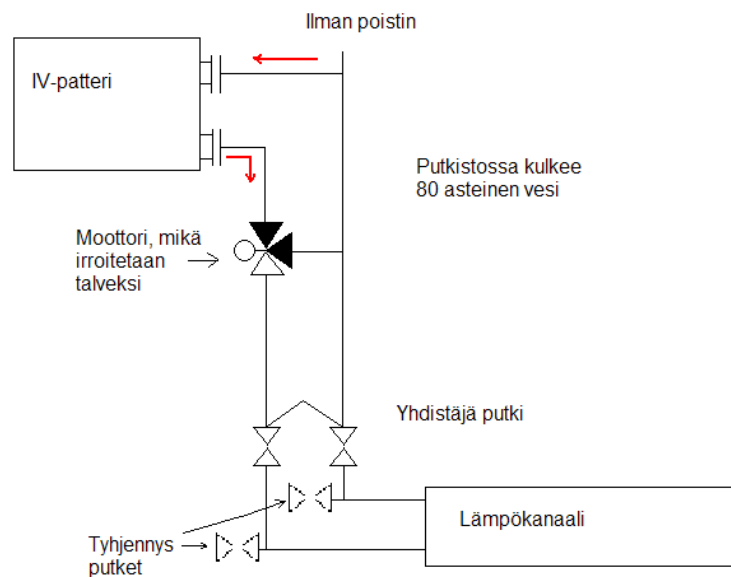 Ilman poistin
IV-patteri
Putkistossa kulkee
80 asteinen vesi
Moottori, mikä
irroitetaan
talveksi
Yhdistäjä putki
Lämpökanaali
Tyhjennys
putket